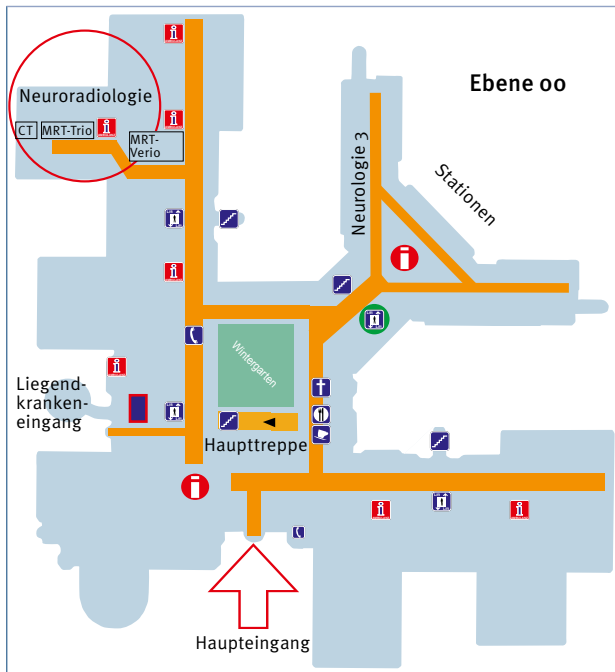 Ebene 00
Neuroradiologie
CT
MRT-Trio
MRT-
Verio
Neurologie 3
Stationen
Wintergarten
Liegend-
kranken-
eingang
Haupttreppe
Haupteingang